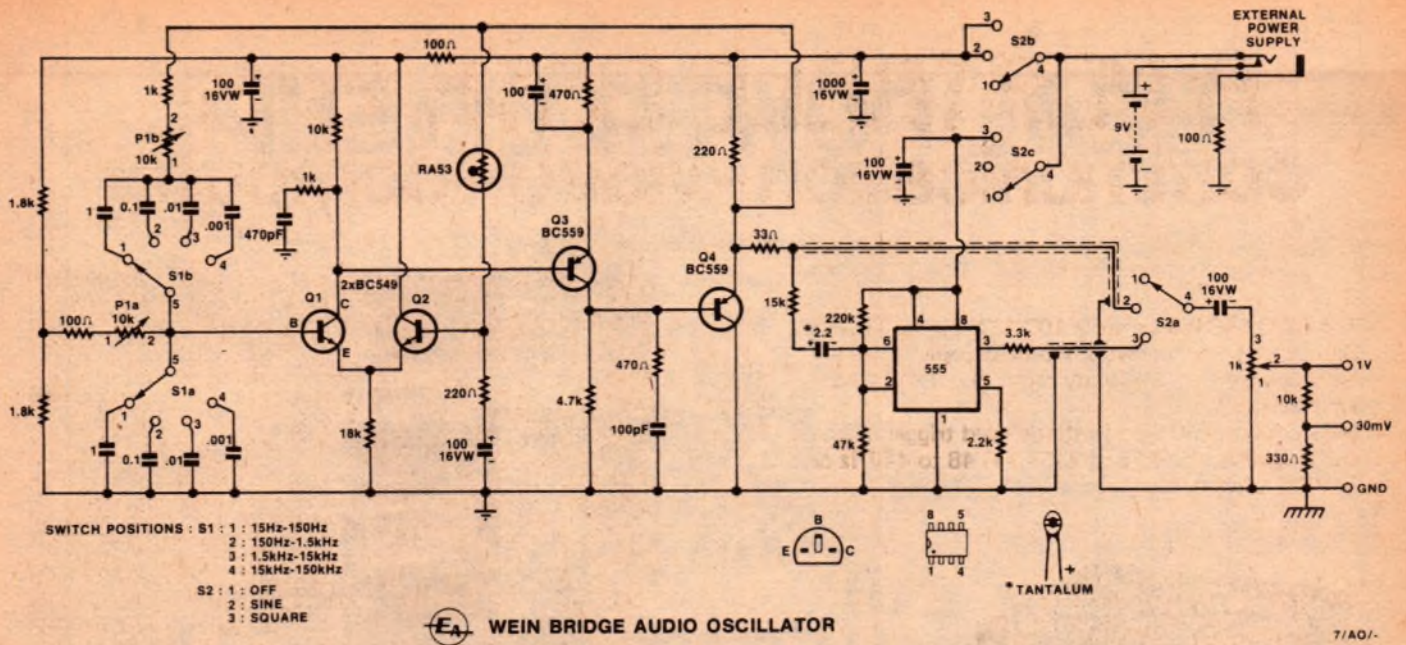 EXTERNAL
POWER
SUPPLY
3
S2b
2
4
1
100Ω
1k
100
16VW
+
-
2
P1b
10k
1
10k
100
+
-
470Ω
1000
16VW
+
-
3
S2c
2
4
1
9V
+
-
100Ω
RA53
220Ω
100
16VW
+
-
1.8k
1
0.1
.01
.001
1k
470pF
1
2
3
4
S1b
5
Q3
BC559
33Ω
Q4
BC559
2xBC549
P1a
10k
100Ω
1
2
Q1
B
C
E
Q2
15k
220k
* 2.2
+
-
1
2
4
3
S2a
100
16VW
+
-
4
8
6
3
2
5
1
555
3.3k
3
1k
2
1
1V
10k
30mV
330Ω
GND
5
S1a
1
2
3
4
1.8k
1
0.1
.01
.001
18k
220Ω
100
16VW
+
-
4.7k
470Ω
100pF
47k
2.2k
SWITCH POSITIONS : S1 : 1 : 15Hz-150Hz
2 : 150Hz-1.5kHz
3 : 1.5kHz-15kHz
4 : 15kHz-150kHz
S2 : 1 : OFF
2 : SINE
3 : SQUARE
B
E
C
8 5
1 4
+
* TANTALUM
EA WEIN BRIDGE AUDIO OSCILLATOR
7/AO/-